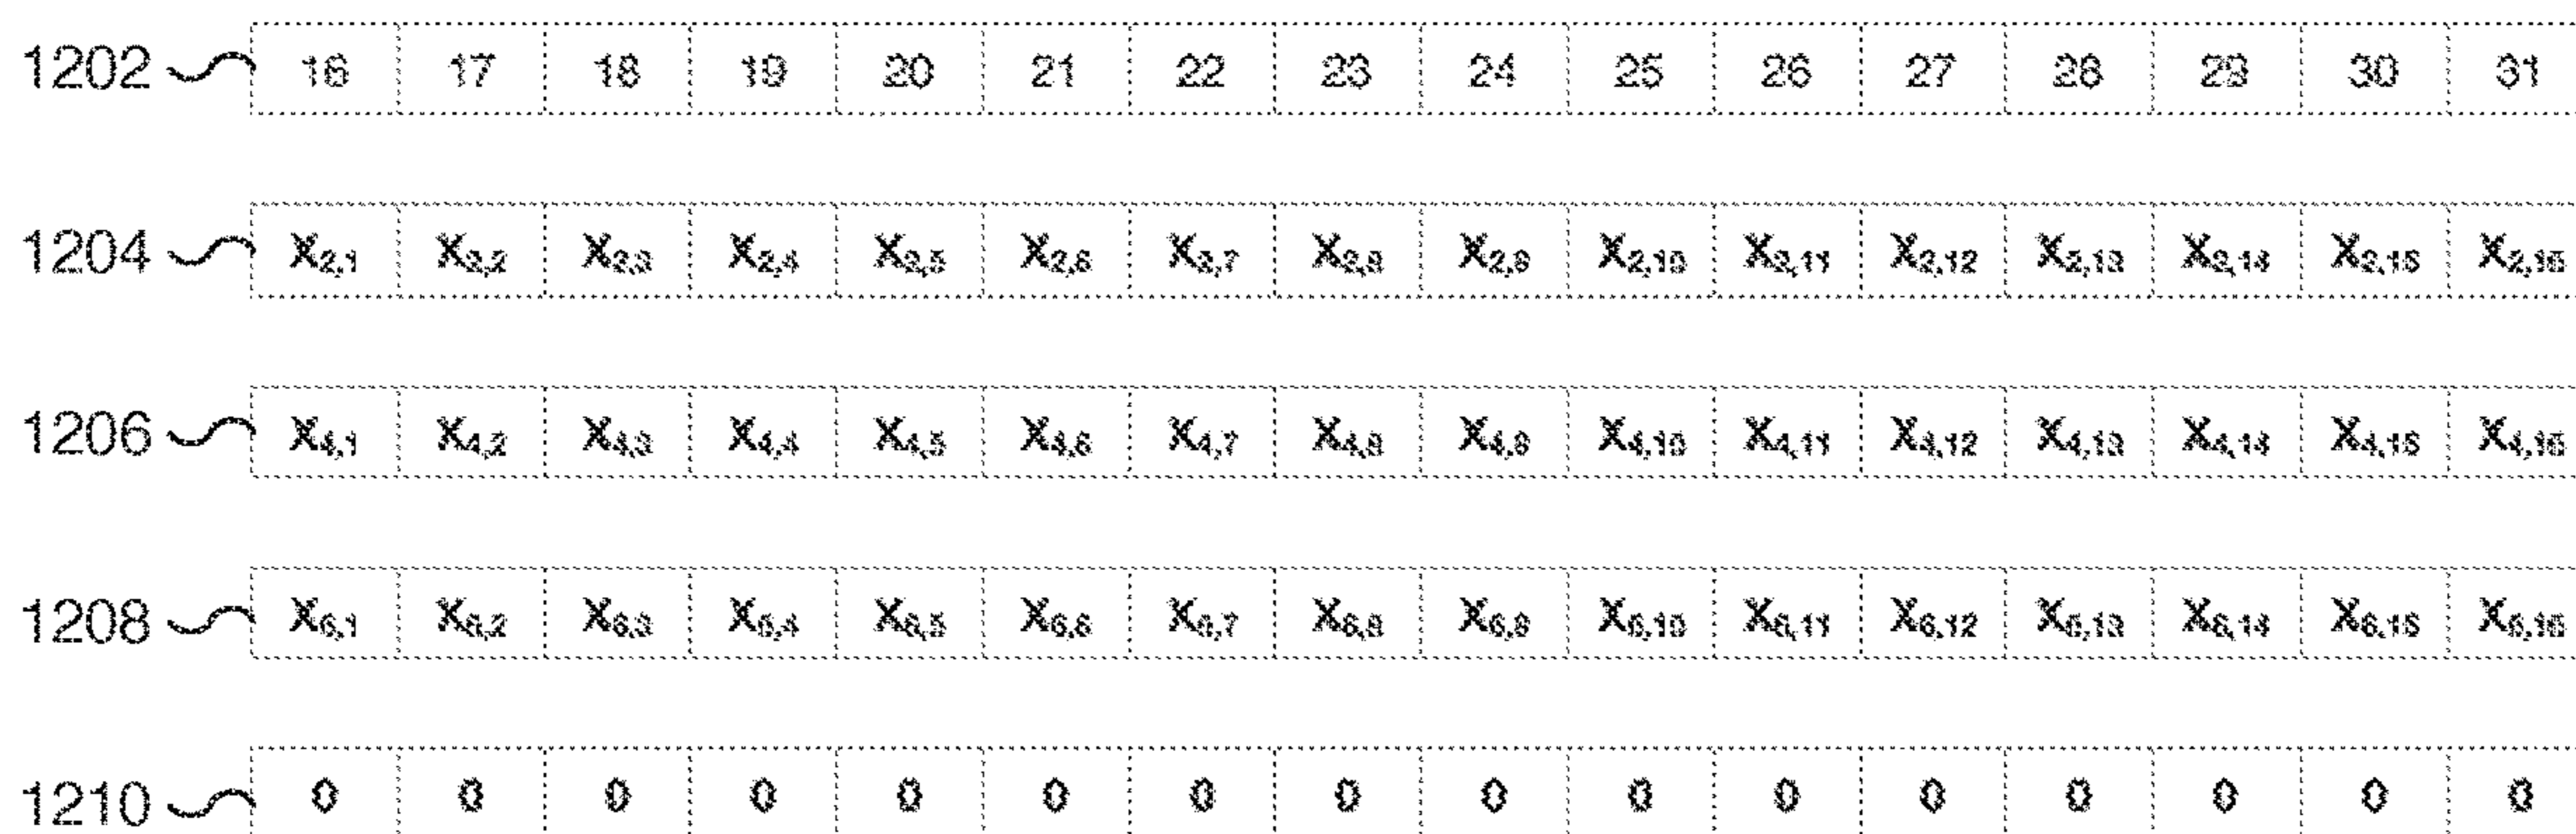 1202 16 17 18 19 20 21 22 23 24 25 26 27 28 29 30 31
1204 X2,1 X2,2 X2,3 X2,4 X2,5 X2,6 X2,7 X2,8 X2,9 X2,10 X2,11 X2,12 X2,13 X2,14 X2,15 X2,16
1206 X4,1 X4,2 X4,3 X4,4 X4,5 X4,6 X4,7 X4,8 X4,9 X4,10 X4,11 X4,12 X4,13 X4,14 X4,15 X4,16
1208 X6,1 X6,2 X6,3 X6,4 X6,5 X6,6 X6,7 X6,8 X6,9 X6,10 X6,11 X6,12 X6,13 X6,14 X6,15 X6,16
1210 0 0 0 0 0 0 0 0 0 0 0 0 0 0 0 0